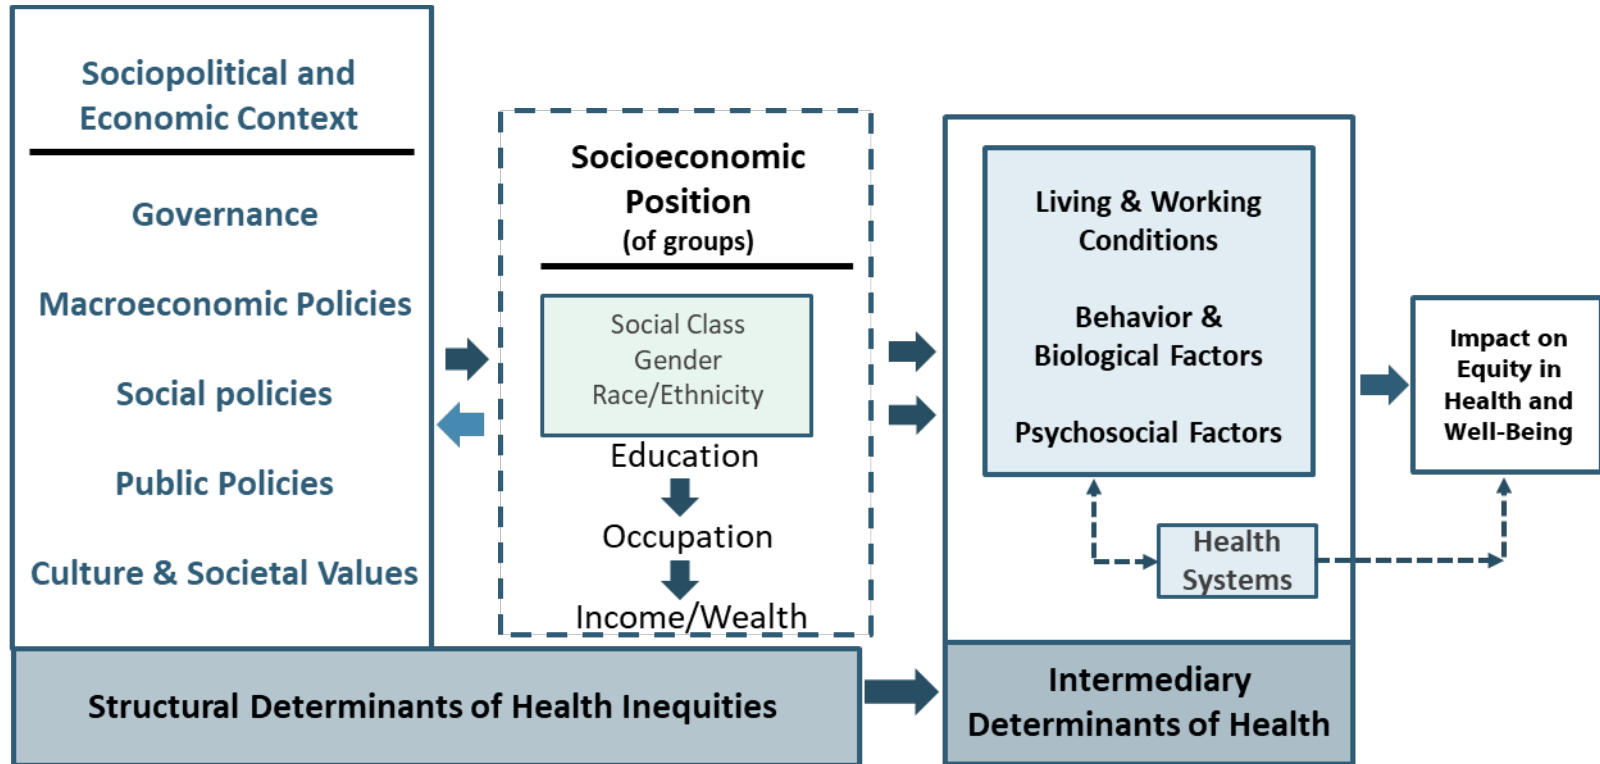 Sociopolitical and
Economic Context
Governance
Macroeconomic Policies
Social policies
Public Policies
Culture & Societal Values
Socioeconomic
Position
(of groups)
Social Class
Gender
Race/Ethnicity
Education
Occupation
Income/Wealth
Structural Determinants of Health Inequities
Living & Working
Conditions
Behavior &
Biological Factors
Psychosocial Factors
Health
Systems
Intermediary
Determinants of Health
Impact on
Equity in
Health and
Well-Being